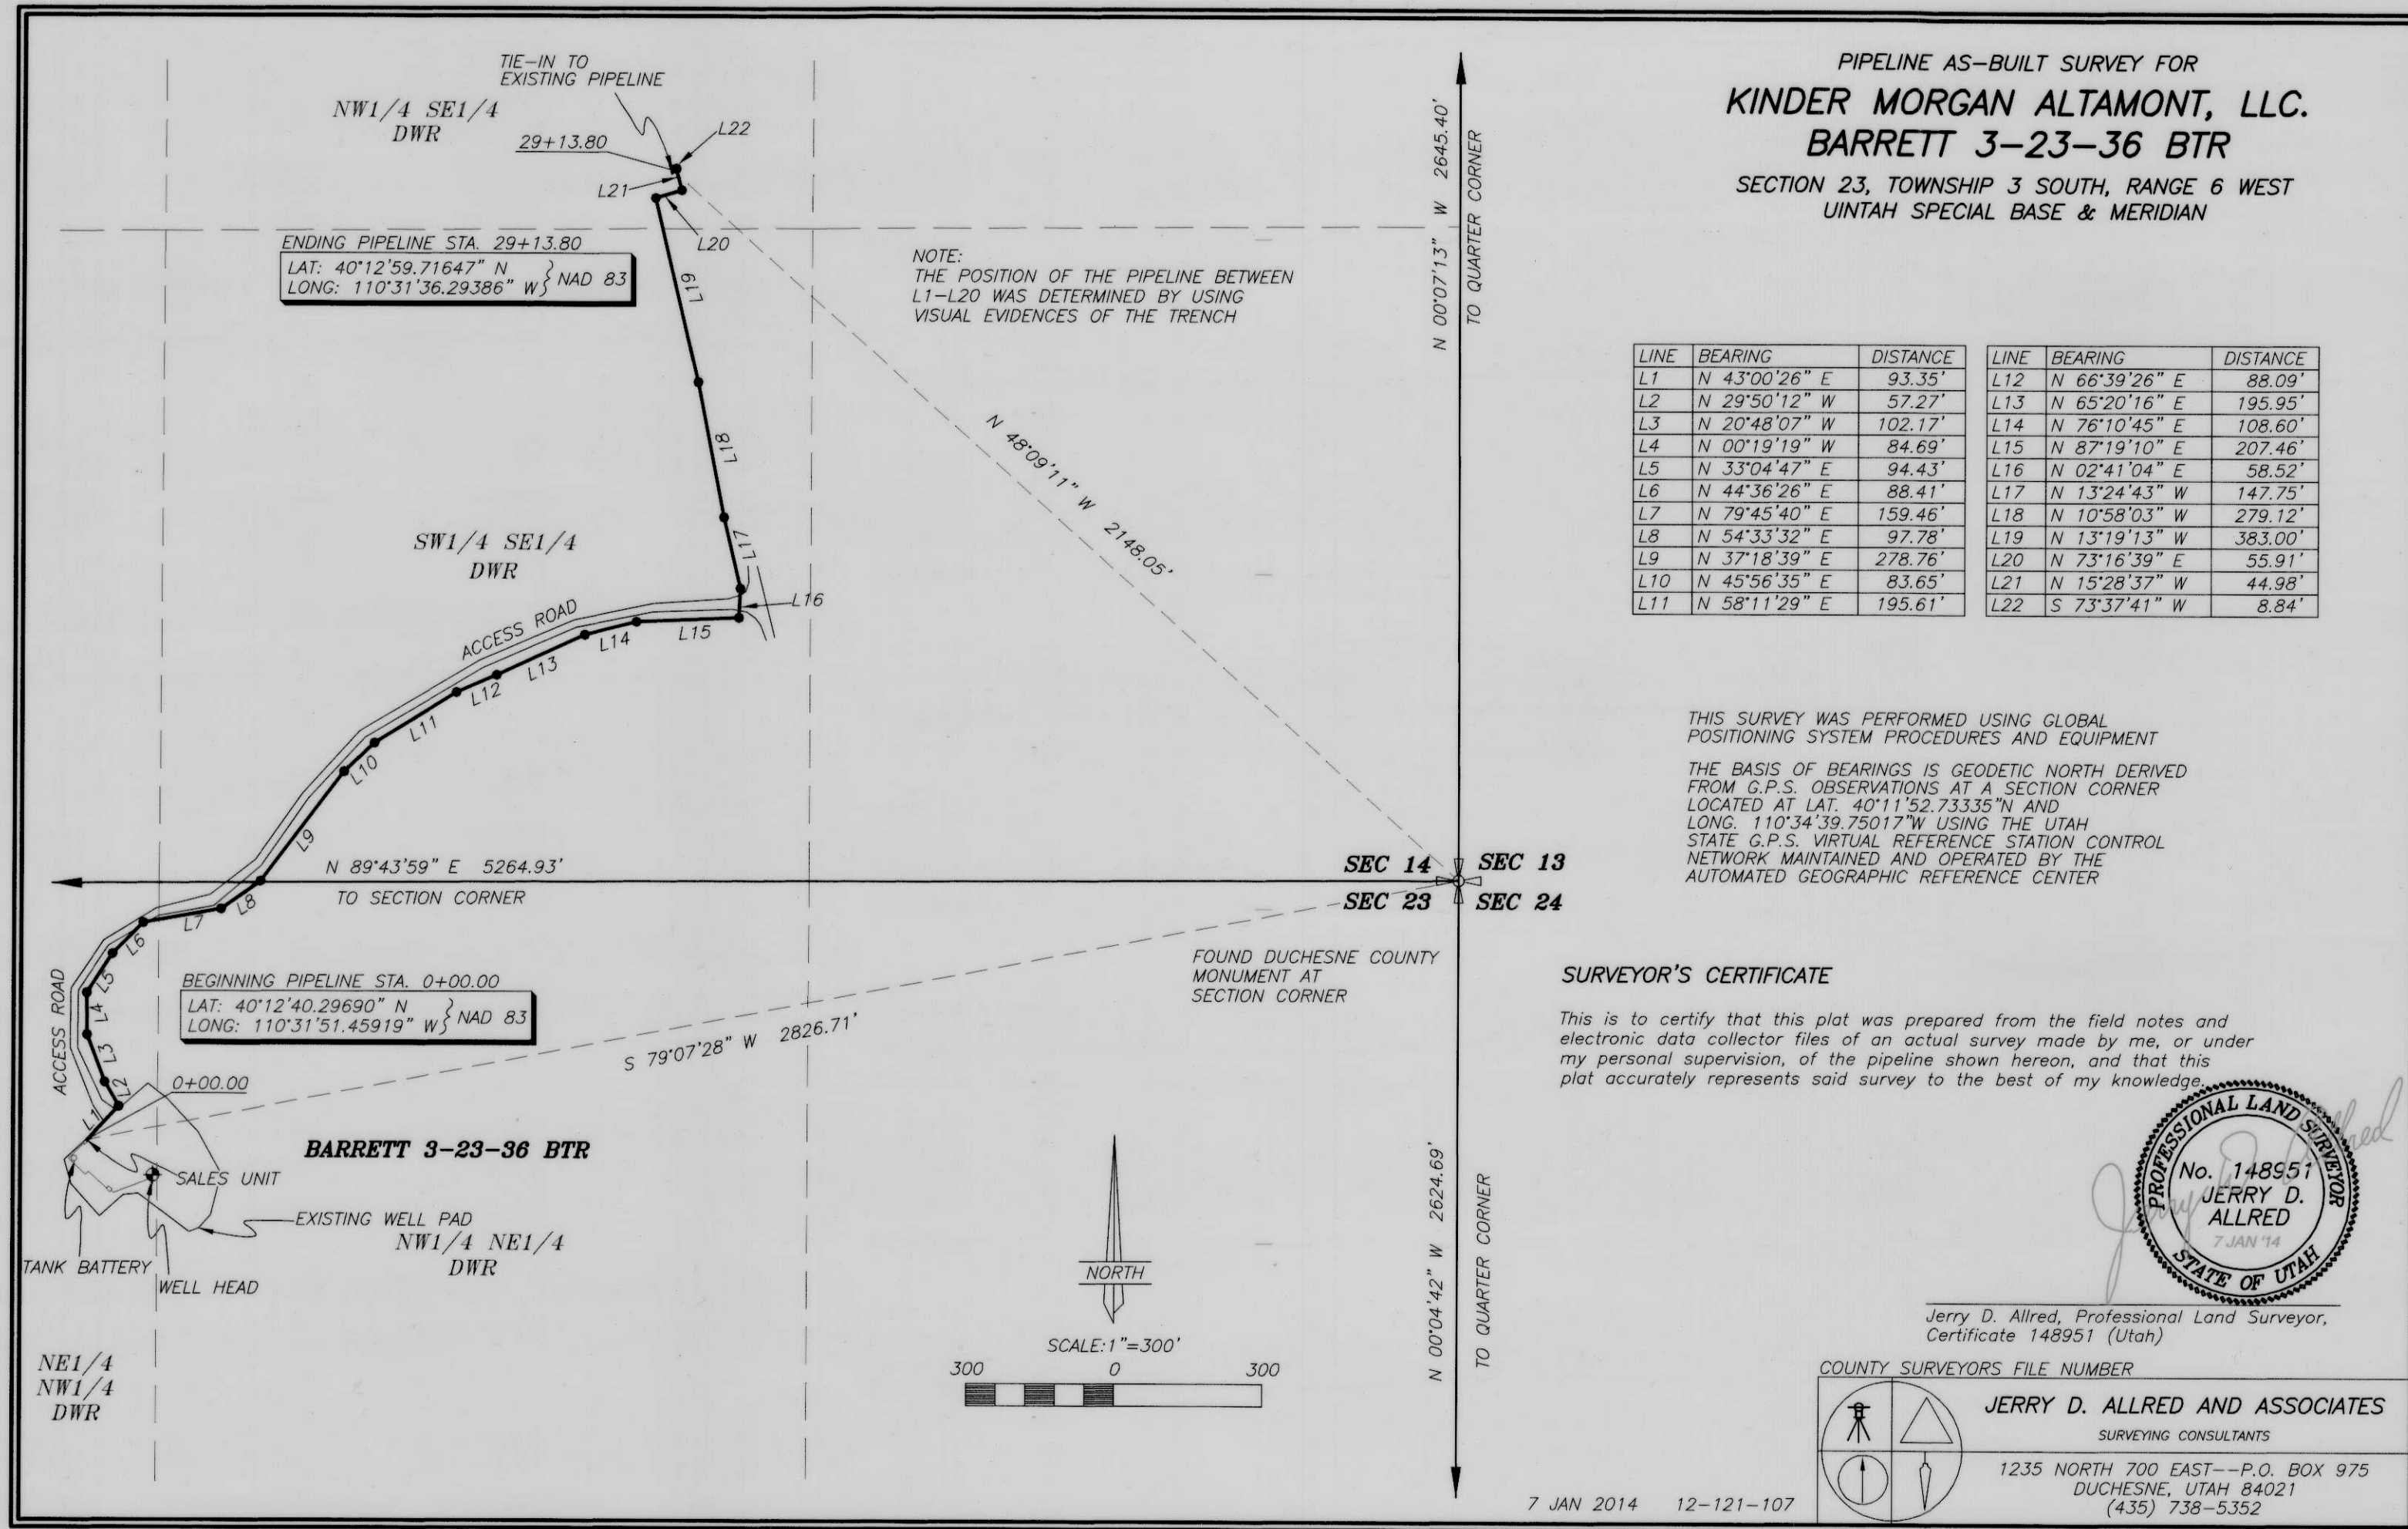 PIPELINE AS-BUILT SURVEY FOR
KINDER MORGAN ALTAMONT, LLC.
BARRETT 3-23-36 BTR
SECTION 23, TOWNSHIP 3 SOUTH, RANGE 6 WEST
UINTAH SPECIAL BASE & MERIDIAN
TIE-IN TO
EXISTING PIPELINE
NW1/4 SE1/4
DWR
29+13.80
L22
L21
L20
ENDING PIPELINE STA. 29+13.80
LAT: 40°12'59.71647" N
LONG: 110°31'36.29386" W
NAD 83
NOTE:
THE POSITION OF THE PIPELINE BETWEEN
L1-L20 WAS DETERMINED BY USING
VISUAL EVIDENCES OF THE TRENCH
N 00°07'13" W 2645.40'
TO QUARTER CORNER
L19
L18
L17
L16
N 48°09'11" W 2148.05'
SW1/4 SE1/4
DWR
ACCESS ROAD
L15
L14
L13
L12
L11
L10
L9
N 89°43'59" E 5264.93'
TO SECTION CORNER
SEC 14
SEC 13
SEC 23
SEC 24
L8
L7
L6
L5
L4
L3
L2
L1
ACCESS ROAD
BEGINNING PIPELINE STA. 0+00.00
LAT: 40°12'40.29690" N
LONG: 110°31'51.45919" W
NAD 83
0+00.00
S 79°07'28" W 2826.71'
FOUND DUCHESNE COUNTY
MONUMENT AT
SECTION CORNER
BARRETT 3-23-36 BTR
SALES UNIT
EXISTING WELL PAD
NW1/4 NE1/4
DWR
TANK BATTERY
WELL HEAD
NE1/4
NW1/4
DWR
NORTH
SCALE: 1"=300'
300 0 300
N 00°04'42" W 2624.69'
TO QUARTER CORNER
LINE BEARING DISTANCE
L1 N 43°00'26" E 93.35'
L2 N 29°50'12" W 57.27'
L3 N 20°48'07" W 102.17'
L4 N 00°19'19" W 84.69'
L5 N 33°04'47" E 94.43'
L6 N 44°36'26" E 88.41'
L7 N 79°45'40" E 159.46'
L8 N 54°33'32" E 97.78'
L9 N 37°18'39" E 278.76'
L10 N 45°56'35" E 83.65'
L11 N 58°11'29" E 195.61'
LINE BEARING DISTANCE
L12 N 66°39'26" E 88.09'
L13 N 65°20'16" E 195.95'
L14 N 76°10'45" E 108.60'
L15 N 87°19'10" E 207.46'
L16 N 02°41'04" E 58.52'
L17 N 13°24'43" W 147.75'
L18 N 10°58'03" W 279.12'
L19 N 13°19'13" W 383.00'
L20 N 73°16'39" E 55.91'
L21 N 15°28'37" W 44.98'
L22 S 73°37'41" W 8.84'
THIS SURVEY WAS PERFORMED USING GLOBAL
POSITIONING SYSTEM PROCEDURES AND EQUIPMENT
THE BASIS OF BEARINGS IS GEODETIC NORTH DERIVED
FROM G.P.S. OBSERVATIONS AT A SECTION CORNER
LOCATED AT LAT. 40°11'52.73335"N AND
LONG. 110°34'39.75017"W USING THE UTAH
STATE G.P.S. VIRTUAL REFERENCE STATION CONTROL
NETWORK MAINTAINED AND OPERATED BY THE
AUTOMATED GEOGRAPHIC REFERENCE CENTER
SURVEYOR'S CERTIFICATE
This is to certify that this plat was prepared from the field notes and
electronic data collector files of an actual survey made by me, or under
my personal supervision, of the pipeline shown hereon, and that this
plat accurately represents said survey to the best of my knowledge.
PROFESSIONAL LAND SURVEYOR
No. 148951
JERRY D.
ALLRED
7 JAN '14
STATE OF UTAH
Jerry D. Allred
Jerry D. Allred, Professional Land Surveyor,
Certificate 148951 (Utah)
COUNTY SURVEYORS FILE NUMBER
JERRY D. ALLRED AND ASSOCIATES
SURVEYING CONSULTANTS
1235 NORTH 700 EAST--P.O. BOX 975
DUCHESNE, UTAH 84021
(435) 738-5352
7 JAN 2014 12-121-107